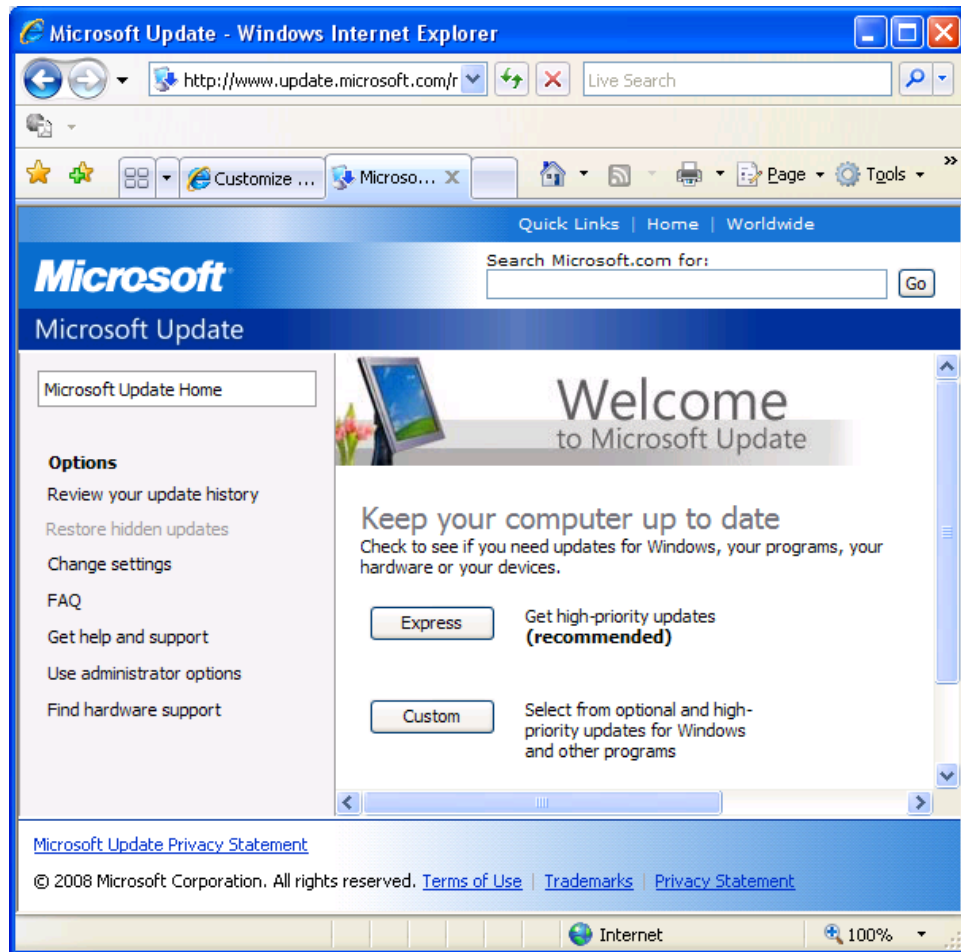 Microsoft Update - Windows Internet Explorer
http://www.update.microsoft.com/r
Live Search
Customize ...
Microso...
Page
Tools
Quick Links | Home | Worldwide
Microsoft
Search Microsoft.com for:
Go
Microsoft Update
Microsoft Update Home
Options
Review your update history
Restore hidden updates
Change settings
FAQ
Get help and support
Use administrator options
Find hardware support
Welcome
to Microsoft Update
Keep your computer up to date
Check to see if you need updates for Windows, your programs, your
hardware or your devices.
Express
Get high-priority updates
(recommended)
Custom
Select from optional and high-
priority updates for Windows
and other programs
Microsoft Update Privacy Statement
© 2008 Microsoft Corporation. All rights reserved. Terms of Use | Trademarks | Privacy Statement
Internet
100%